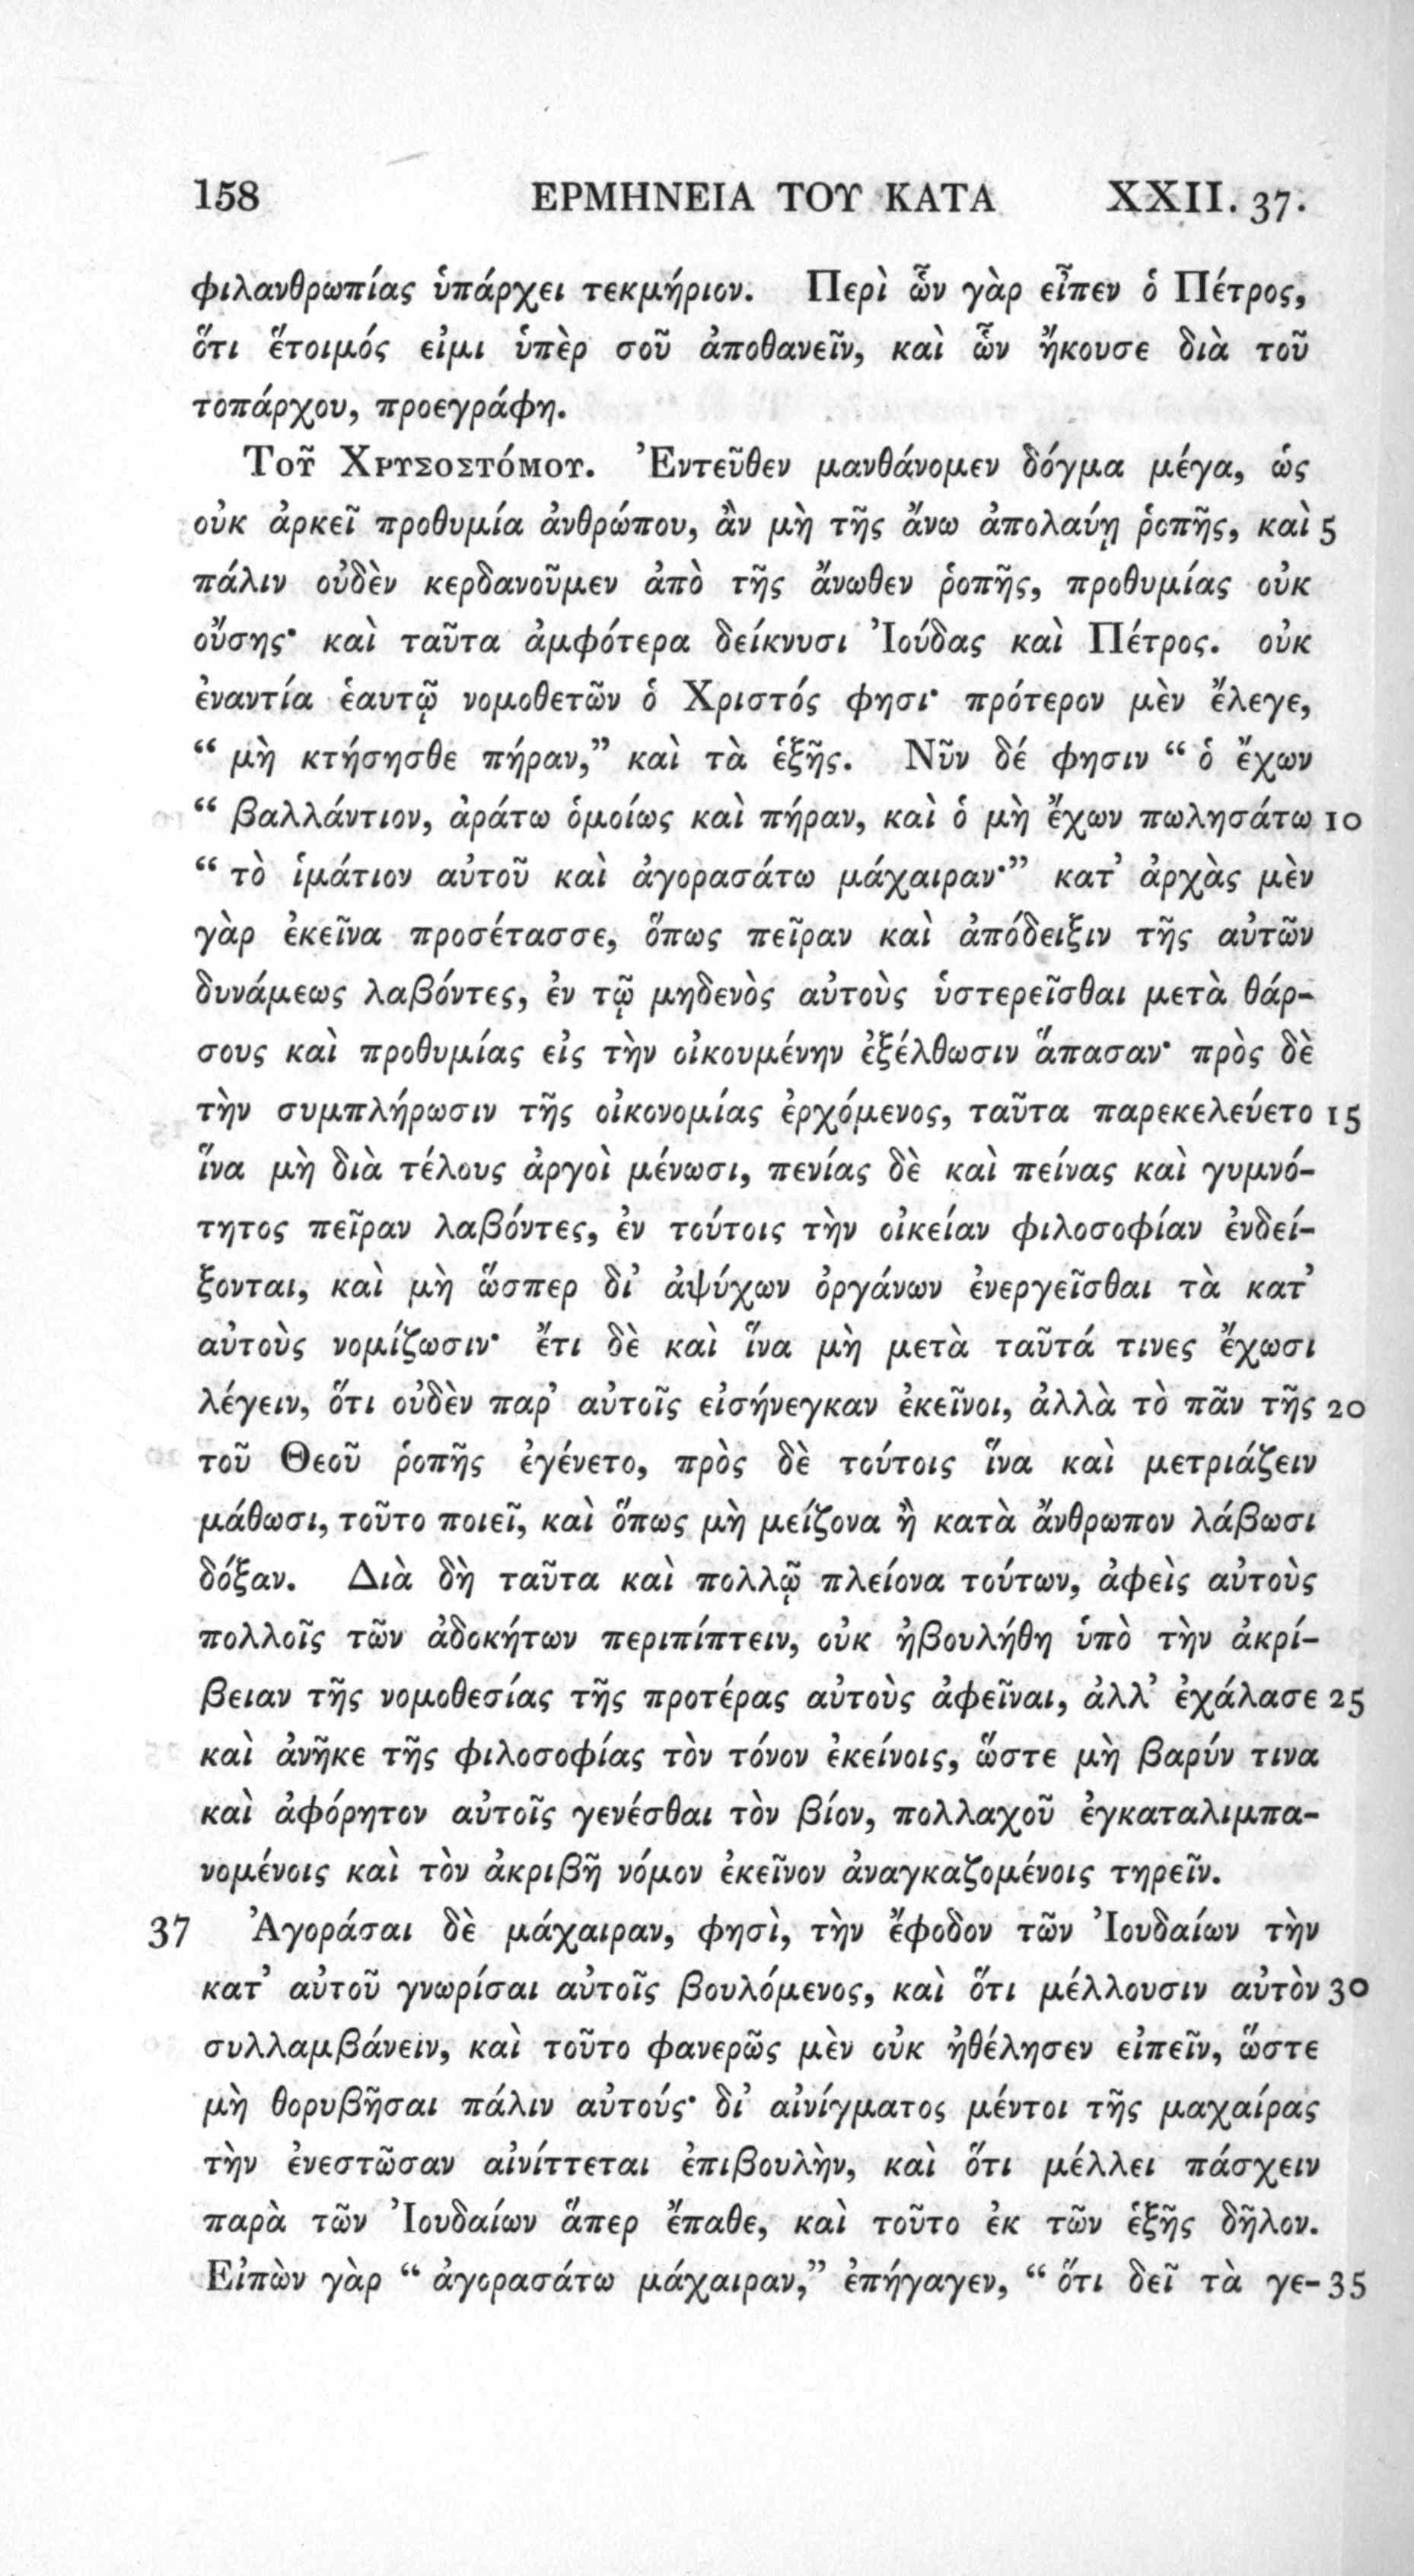 158 ΕΡΜΗΝΕΙΑ ΤΟΥ ΚΑΤΑ XXII. 37.
φιλανθρωπίας ὑπάρχει τεκμήριον. Περὶ ὧν γὰρ εἶπεν ὁ Πέτρος,
ὅτι ἕτοιμός εἰμι ὑπὲρ σοῦ ἀποθανεῖν, καὶ ὧν ἤκουσε διὰ τοῦ
τοπάρχου, προεγράφη.
Τοῦ Χρυσοστόμου. Ἐντεῦθεν μανθάνομεν δόγμα μέγα, ὡς
οὐκ ἀρκεῖ προθυμία ἀνθρώπου, ἂν μὴ τῆς ἄνω ἀπολαύῃ ῥοπῆς, καὶ 5
πάλιν οὐδὲν κερδανοῦμεν ἀπὸ τῆς ἄνωθεν ῥοπῆς, προθυμίας οὐκ
οὔσης· καὶ ταῦτα ἀμφότερα δείκνυσι Ἰούδας καὶ Πέτρος. οὐκ
ἐναντία ἑαυτῷ νομοθετῶν ὁ Χριστός φησι· πρότερον μὲν ἔλεγε,
“ μὴ κτήσησθε πήραν,” καὶ τὰ ἑξῆς. Νῦν δέ φησιν “ ὁ ἔχων
“ βαλλάντιον, ἀράτω ὁμοίως καὶ πήραν, καὶ ὁ μὴ ἔχων πωλησάτω 10
“ τὸ ἱμάτιον αὐτοῦ καὶ ἀγορασάτω μάχαιραν·” κατ’ ἀρχὰς μὲν
γὰρ ἐκεῖνα προσέτασσε, ὅπως πεῖραν καὶ ἀπόδειξιν τῆς αὐτῶν
δυνάμεως λαβόντες, ἐν τῷ μηδενὸς αὐτοὺς ὑστερεῖσθαι μετὰ θάρ-
σους καὶ προθυμίας εἰς τὴν οἰκουμένην ἐξέλθωσιν ἅπασαν· πρὸς δὲ
τὴν συμπλήρωσιν τῆς οἰκονομίας ἐρχόμενος, ταῦτα παρεκελεύετο 15
ἵνα μὴ διὰ τέλους ἀργοὶ μένωσι, πενίας δὲ καὶ πείνας καὶ γυμνό-
τητος πεῖραν λαβόντες, ἐν τούτοις τὴν οἰκείαν φιλοσοφίαν ἐνδεί-
ξονται, καὶ μὴ ὥσπερ δι’ ἀψύχων ὀργάνων ἐνεργεῖσθαι τὰ κατ’
αὐτοὺς νομίζωσιν· ἔτι δὲ καὶ ἵνα μὴ μετὰ ταῦτά τινες ἔχωσι
λέγειν, ὅτι οὐδὲν παρ’ αὐτοῖς εἰσήνεγκαν ἐκεῖνοι, ἀλλὰ τὸ πᾶν τῆς 20
τοῦ Θεοῦ ῥοπῆς ἐγένετο, πρὸς δὲ τούτοις ἵνα καὶ μετριάζειν
μάθωσι, τοῦτο ποιεῖ, καὶ ὅπως μὴ μείζονα ἢ κατὰ ἄνθρωπον λάβωσι
δόξαν. Διὰ δὴ ταῦτα καὶ πολλῷ πλείονα τούτων, ἀφεὶς αὐτοὺς
πολλοῖς τῶν ἀδοκήτων περιπίπτειν, οὐκ ἠβουλήθη ὑπὸ τὴν ἀκρί-
βειαν τῆς νομοθεσίας τῆς προτέρας αὐτοὺς ἀφεῖναι, ἀλλ’ ἐχάλασε 25
καὶ ἀνῆκε τῆς φιλοσοφίας τὸν τόνον ἐκείνοις, ὥστε μὴ βαρύν τινα
καὶ ἀφόρητον αὐτοῖς γενέσθαι τὸν βίον, πολλαχοῦ ἐγκαταλιμπα-
νομένοις καὶ τὸν ἀκριβῆ νόμον ἐκεῖνον ἀναγκαζομένοις τηρεῖν.
37 Ἀγοράσαι δὲ μάχαιραν, φησὶ, τὴν ἔφοδον τῶν Ἰουδαίων τὴν
κατ’ αὐτοῦ γνωρίσαι αὐτοῖς βουλόμενος, καὶ ὅτι μέλλουσιν αὐτὸν 30
συλλαμβάνειν, καὶ τοῦτο φανερῶς μὲν οὐκ ἠθέλησεν εἰπεῖν, ὥστε
μὴ θορυβῆσαι πάλιν αὐτούς· δι’ αἰνίγματος μέντοι τῆς μαχαίρας
τὴν ἐνεστῶσαν αἰνίττεται ἐπιβουλὴν, καὶ ὅτι μέλλει πάσχειν
παρὰ τῶν Ἰουδαίων ἅπερ ἔπαθε, καὶ τοῦτο ἐκ τῶν ἑξῆς δῆλον.
Εἰπὼν γὰρ “ ἀγορασάτω μάχαιραν,” ἐπήγαγεν, “ ὅτι δεῖ τὰ γε- 35